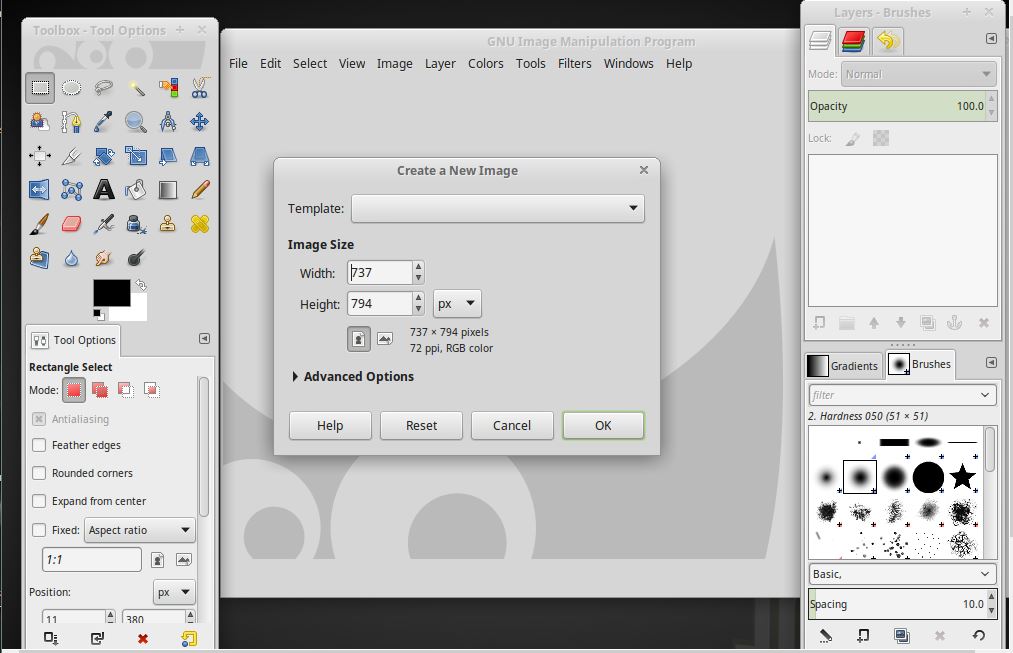 Toolbox - Tool Options
Tool Options
Rectangle Select
Mode:
Antialiasing
Feather edges
Rounded corners
Expand from center
Fixed: Aspect ratio
1:1
Position: px
11 380
GNU Image Manipulation Program
File Edit Select View Image Layer Colors Tools Filters Windows Help
Create a New Image
Template:
Image Size
Width: 737
Height: 794 px
737 × 794 pixels
72 ppi, RGB color
Advanced Options
Help Reset Cancel OK
Layers - Brushes
Mode: Normal
Opacity 100.0
Lock:
Gradients Brushes
filter
2. Hardness 050 (51 × 51)
Basic,
Spacing 10.0